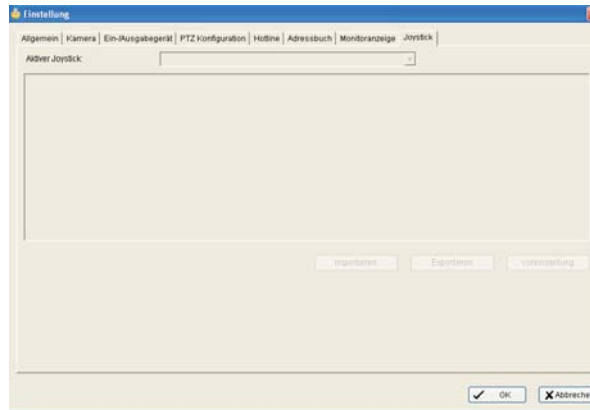 Einstellung
Allgemein Kamera Ein-/Ausgabegerät PTZ Konfiguration Hotline Adressbuch Monitoranzeige Joystick
Aktiver Joystick:
Importieren Exportieren Voreinstellung
OK Abbreche